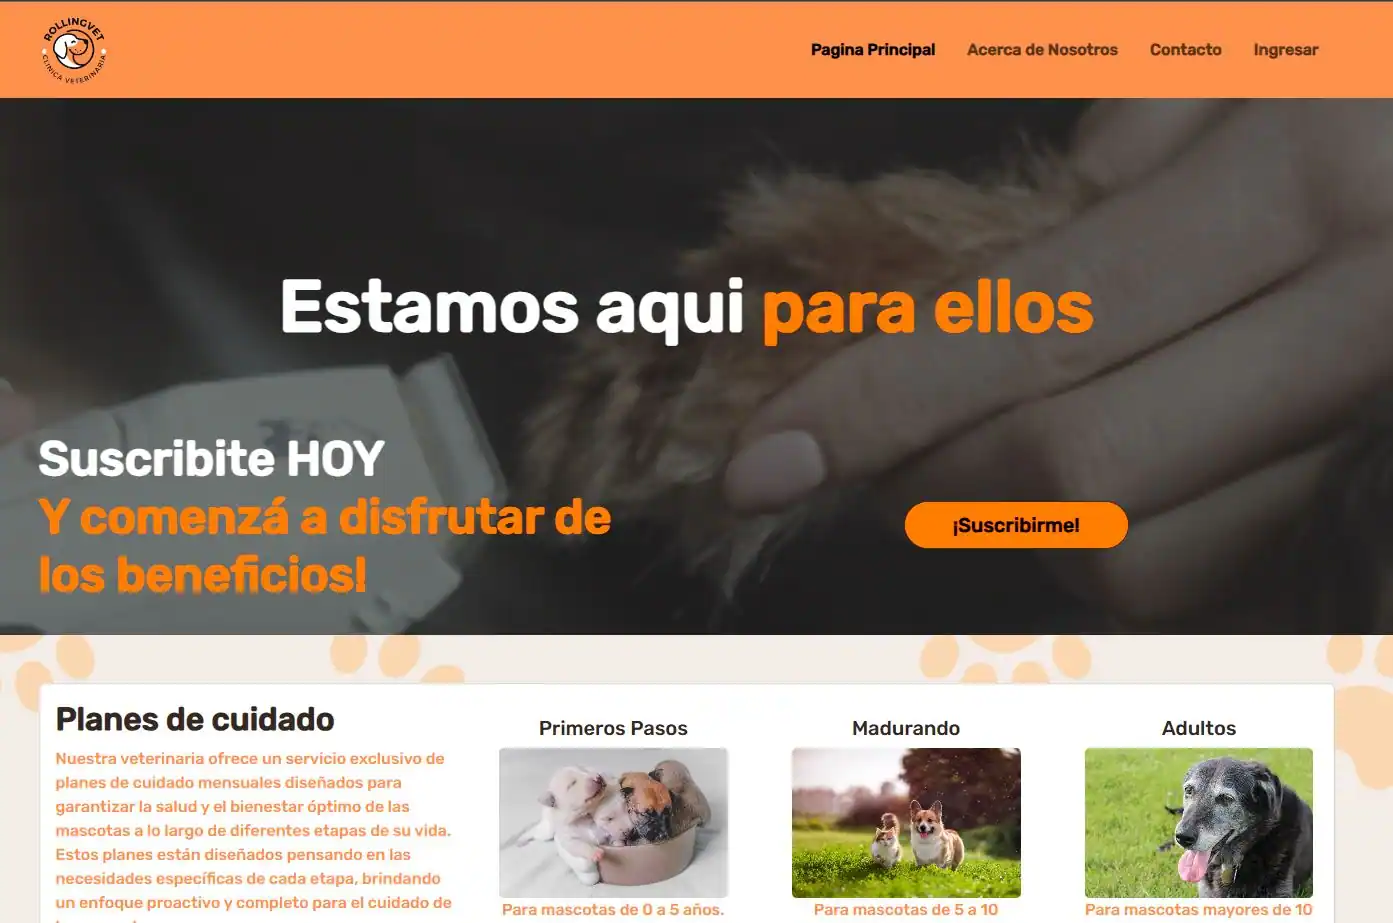 ROLLINGVET
CLINICA VETERINARIA
Pagina Principal
Acerca de Nosotros
Contacto
Ingresar
Estamos aqui para ellos
Suscribite HOY
Y comenzá a disfrutar de
los beneficios!
¡Suscribirme!
Planes de cuidado
Nuestra veterinaria ofrece un servicio exclusivo de
planes de cuidado mensuales diseñados para
garantizar la salud y el bienestar óptimo de las
mascotas a lo largo de diferentes etapas de su vida.
Estos planes están diseñados pensando en las
necesidades específicas de cada etapa, brindando
un enfoque proactivo y completo para el cuidado de
Primeros Pasos
Para mascotas de 0 a 5 años.
Madurando
Para mascotas de 5 a 10
Adultos
Para mascotas mayores de 10